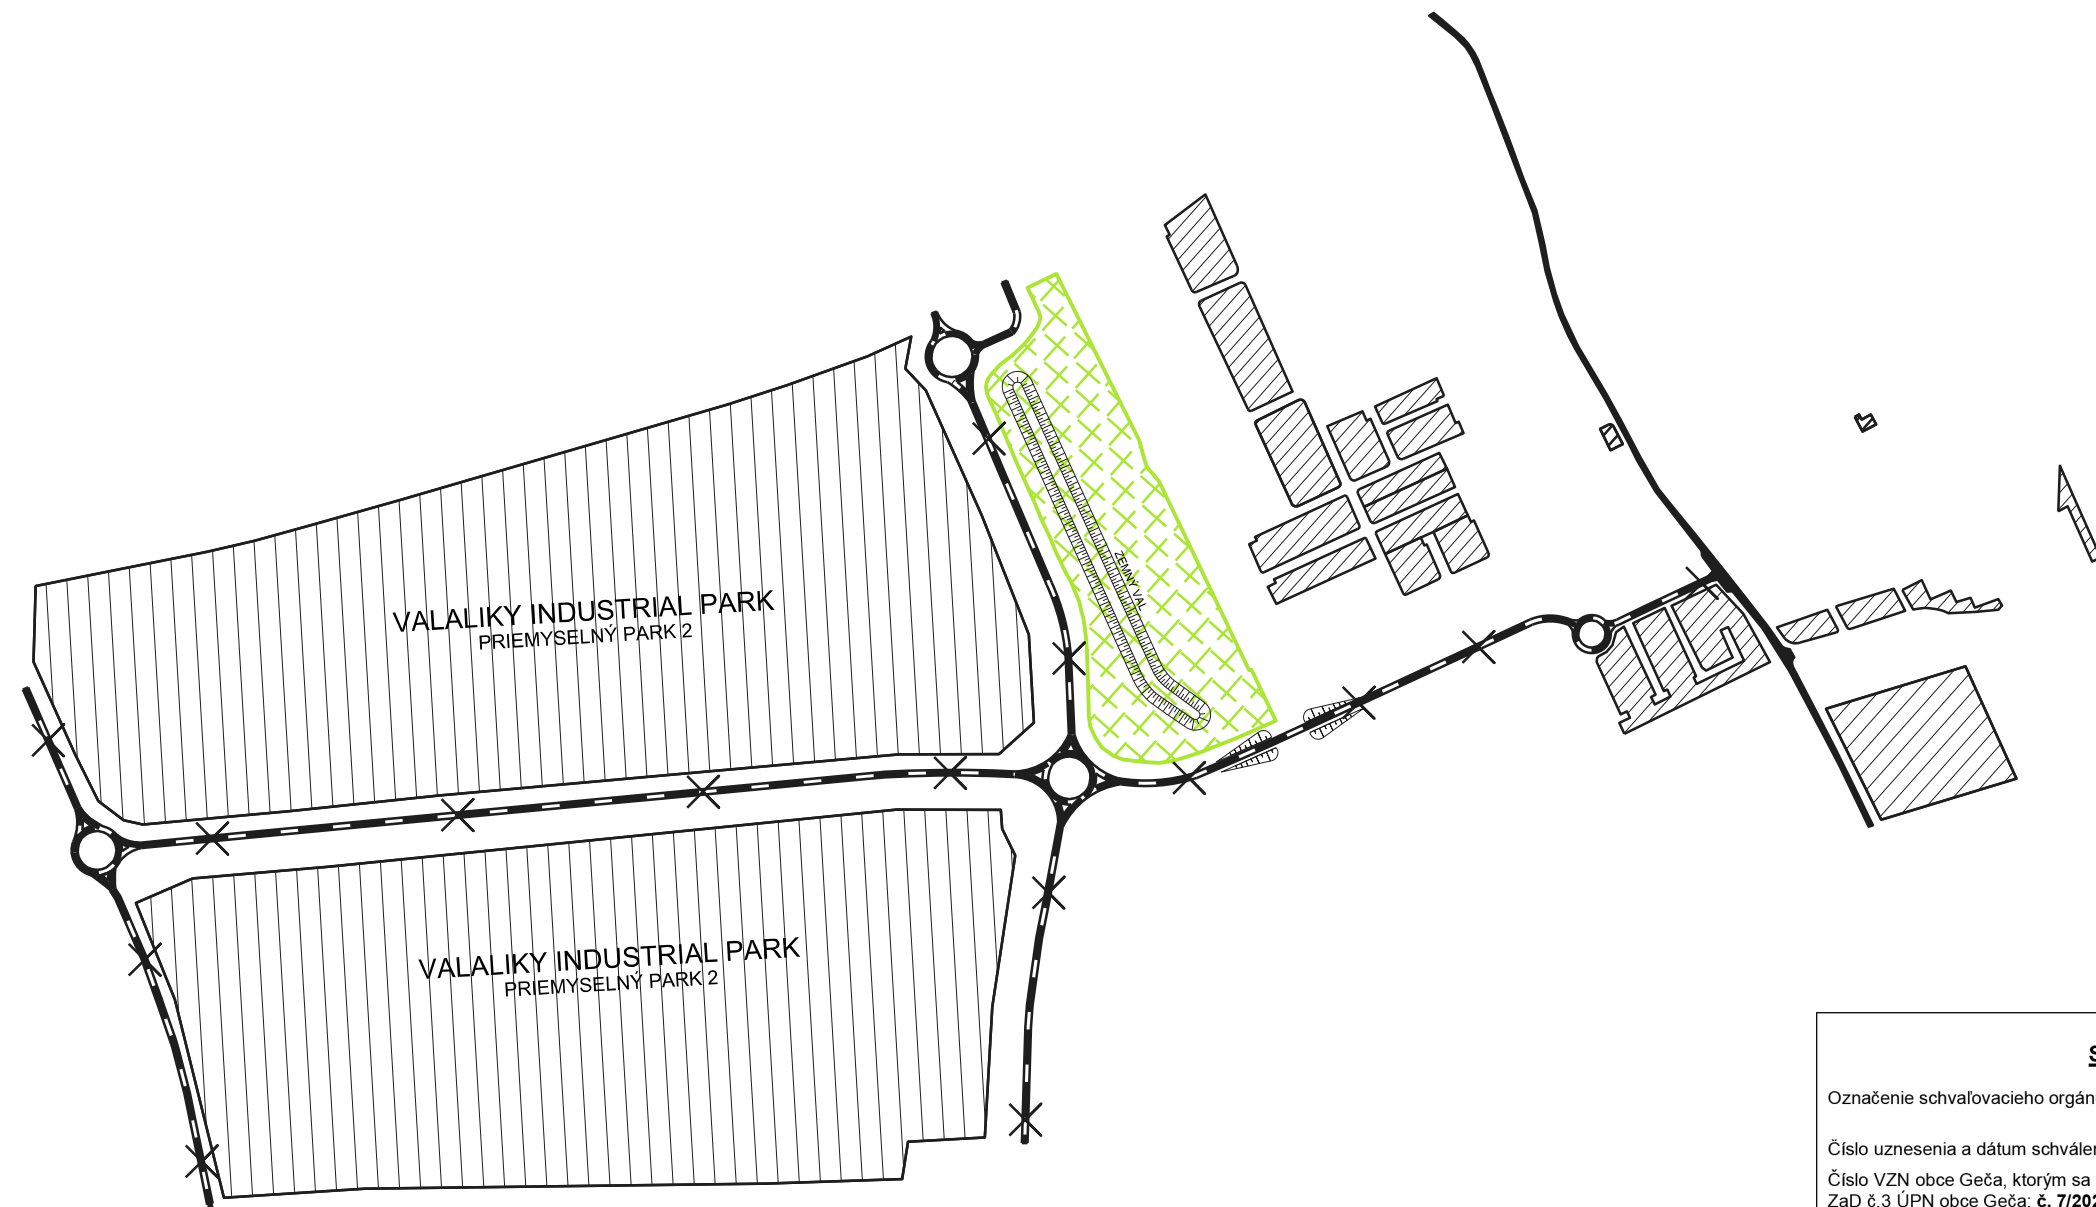 VALALIKY INDUSTRIAL PARK
PRIEMYSELNÝ PARK 2
ZEMNÝ VAL
VALALIKY INDUSTRIAL PARK
PRIEMYSELNÝ PARK 2
Označenie schvaľovacieho orgán
Číslo uznesenia a dátum schvále
Číslo VZN obce Geča, ktorým sa
ZaD č.3 ÚPN obce Geča: č. 7/202